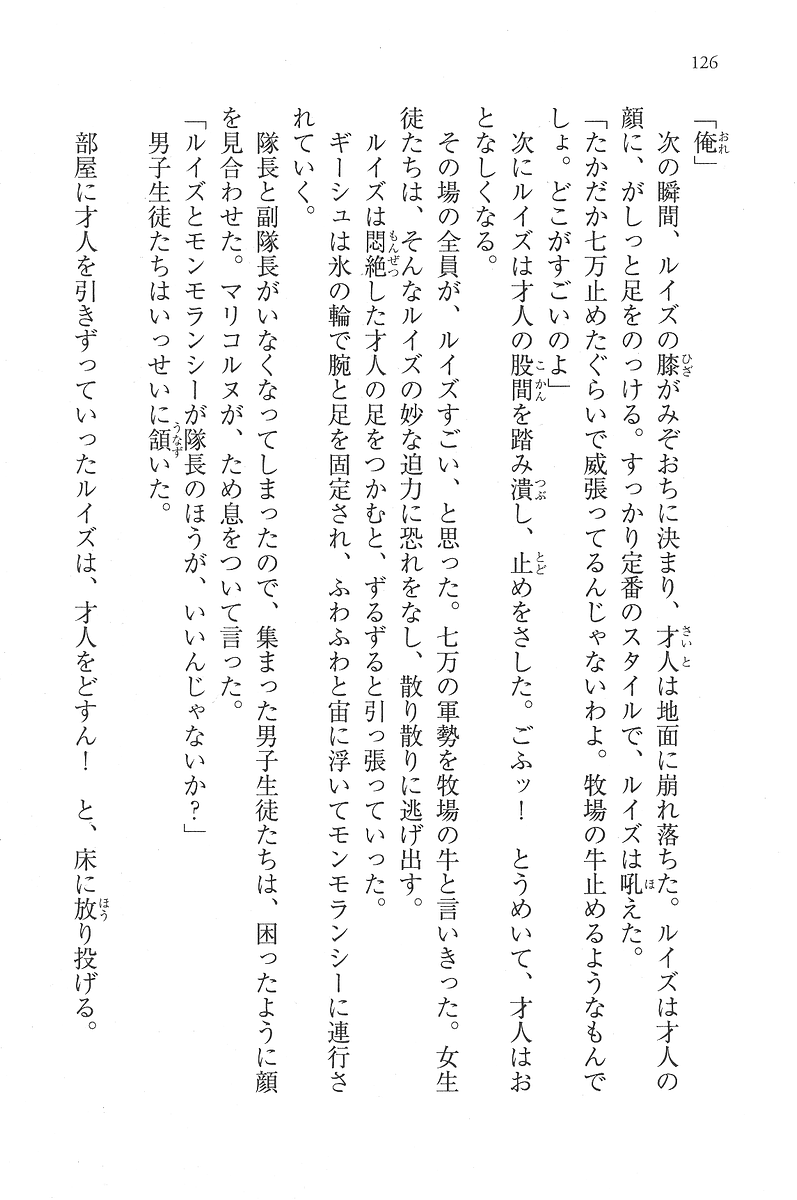 126
「俺」
次の瞬間、ルイズの膝がみぞおちに決まり、才人は地面に崩れ落ちた。ルイズは才人の
顔に、がしっと足をのっける。すっかり定番のスタイルで、ルイズは吼えた。
「たかだか七万止めたぐらいで威張ってるんじゃないわよ。牧場の牛止めるようなもんで
しょ。どこがすごいのよ」
次にルイズは才人の股間を踏み潰し、止めをさした。ごふッ!　とうめいて、才人はお
となしくなる。
その場の全員が、ルイズすごい、と思った。七万の軍勢を牧場の牛と言いきった。女生
徒たちは、そんなルイズの妙な迫力に恐れをなし、散り散りに逃げ出す。
ルイズは悶絶した才人の足をつかむと、ずるずると引っ張っていった。
ギーシュは氷の輪で腕と足を固定され、ふわふわと宙に浮いてモンモランシーに連行さ
れていく。
隊長と副隊長がいなくなってしまったので、集まった男子生徒たちは、困ったように顔
を見合わせた。マリコルヌが、ため息をついて言った。
「ルイズとモンモランシーが隊長のほうが、いいんじゃないか?」
男子生徒たちはいっせいに頷いた。
部屋に才人を引きずっていったルイズは、才人をどすん!　と、床に放り投げる。